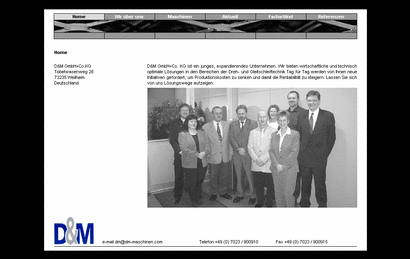 Home Wir über uns Maschinen Aktuell Fachartikel Referenzen
Home
D&M GmbH+Co.KG
Tobelwasenweg 26
73235 Weilheim
Deutschland
D&M GmbH+Co. KG ist ein junges, expandierendes Unternehmen. Wir bieten wirtschaftliche und technisch
optimale Lösungen in den Bereichen der Dreh- und Gleitschleiftechnik Tag für Tag werden von Ihnen neue
Initiativen gefordert, um Produktionskosten zu senken und damit die Rentabilität zu steigern. Lassen Sie sich
von uns Lösungswege aufzeigen.
D&M
e-mail dm@dm-maschinen.com Telefon +49 (0) 7023 / 900910 Fax +49 (0) 7023 / 900915